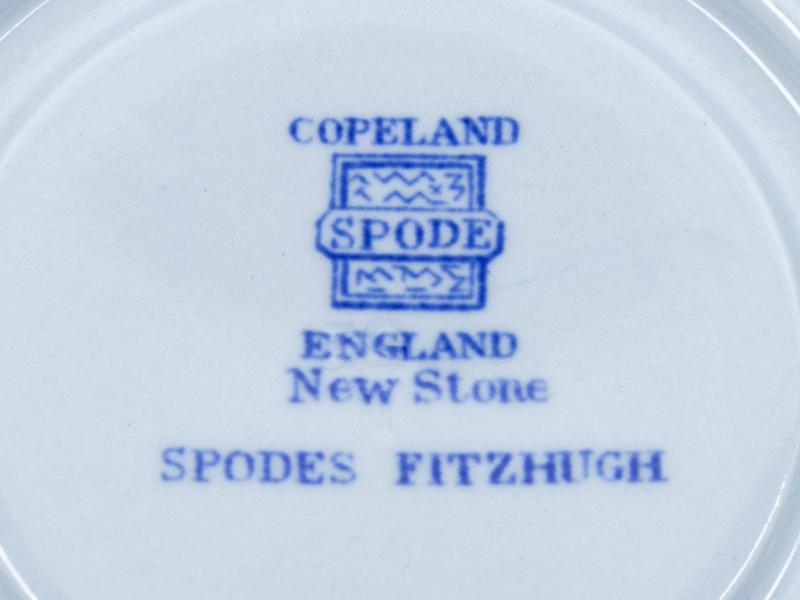 COPELAND
SPODE
ENGLAND
New Stone
SPODES FITZHUGH